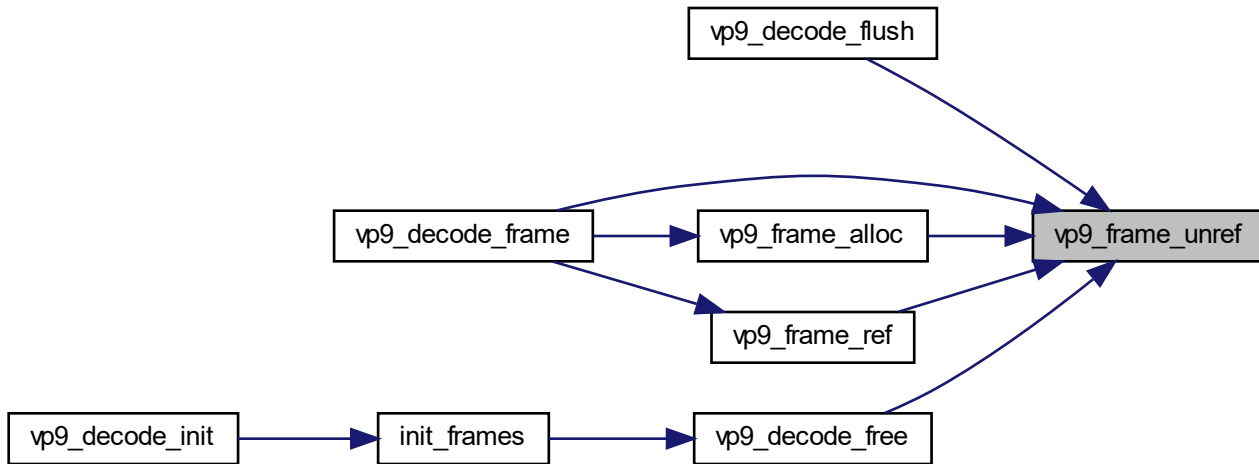 vp9_decode_flush
vp9_decode_frame
vp9_frame_alloc
vp9_frame_unref
vp9_frame_ref
vp9_decode_init
init_frames
vp9_decode_free